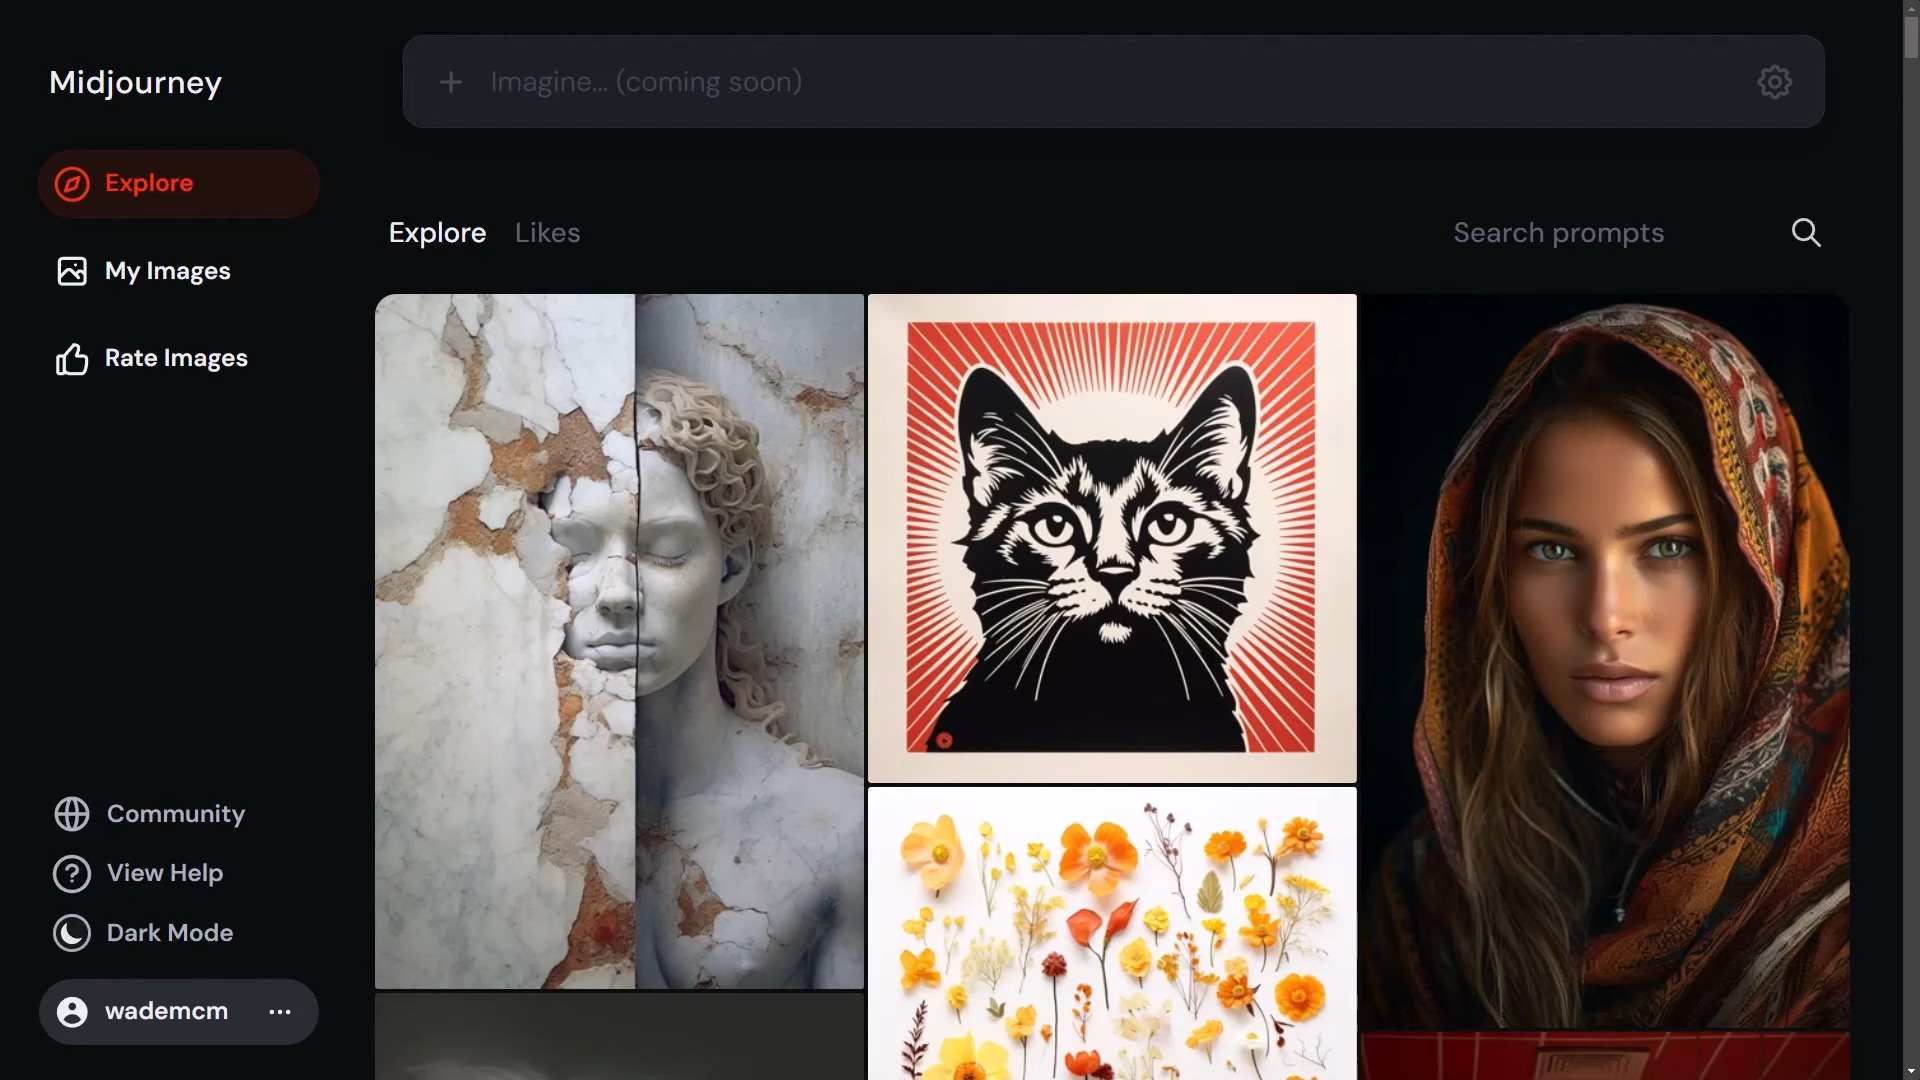 Midjourney
Imagine... (coming soon)
Explore
My Images
Rate Images
Explore Likes
Search prompts
Community
View Help
Dark Mode
wademcm